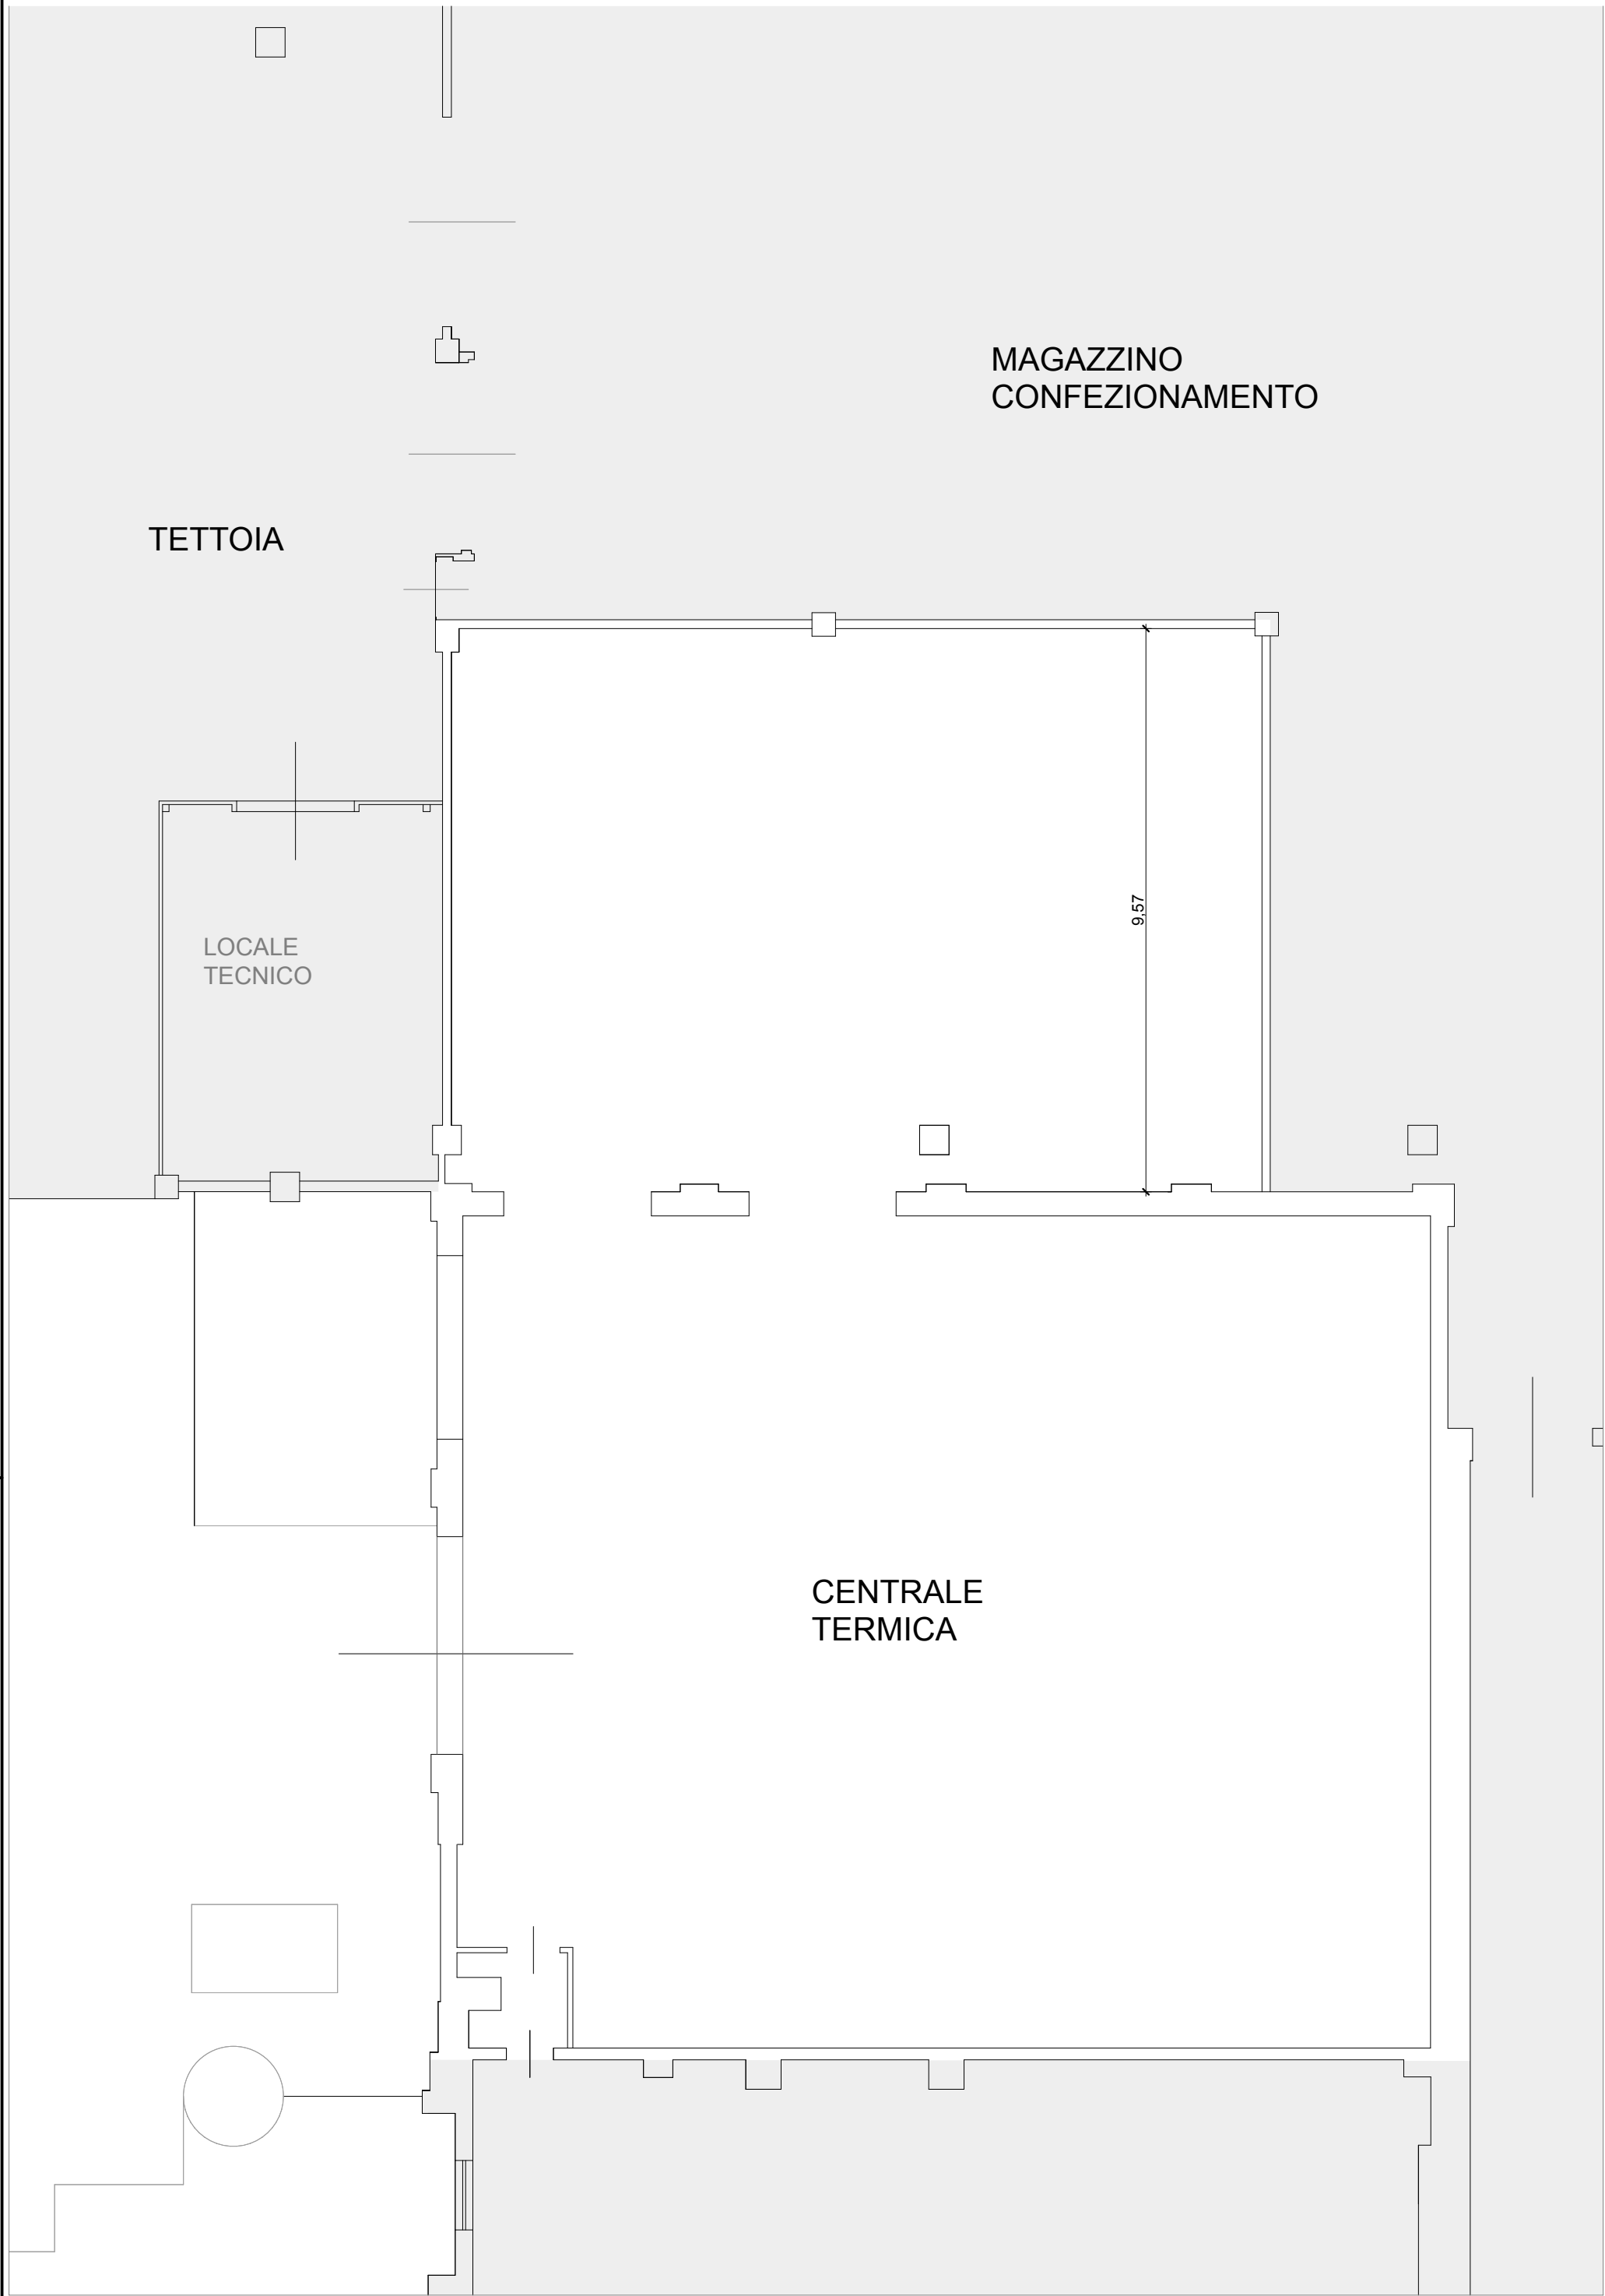 MAGAZZINO
CONFEZIONAMENTO
TETTOIA
9,57
LOCALE
TECNICO
CENTRALE
TERMICA